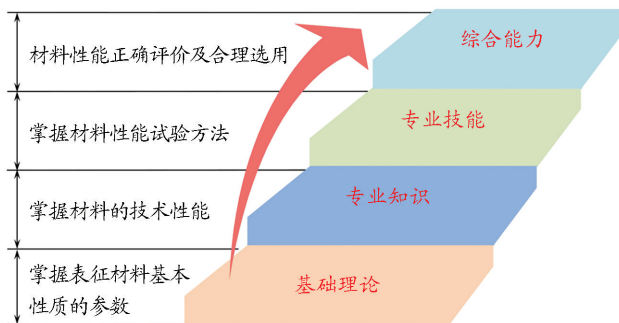 材料性能正确评价及合理选用
综合能力
掌握材料性能试验方法
专业技能
掌握材料的技术性能
专业知识
掌握表征材料基本
性质的参数
基础理论